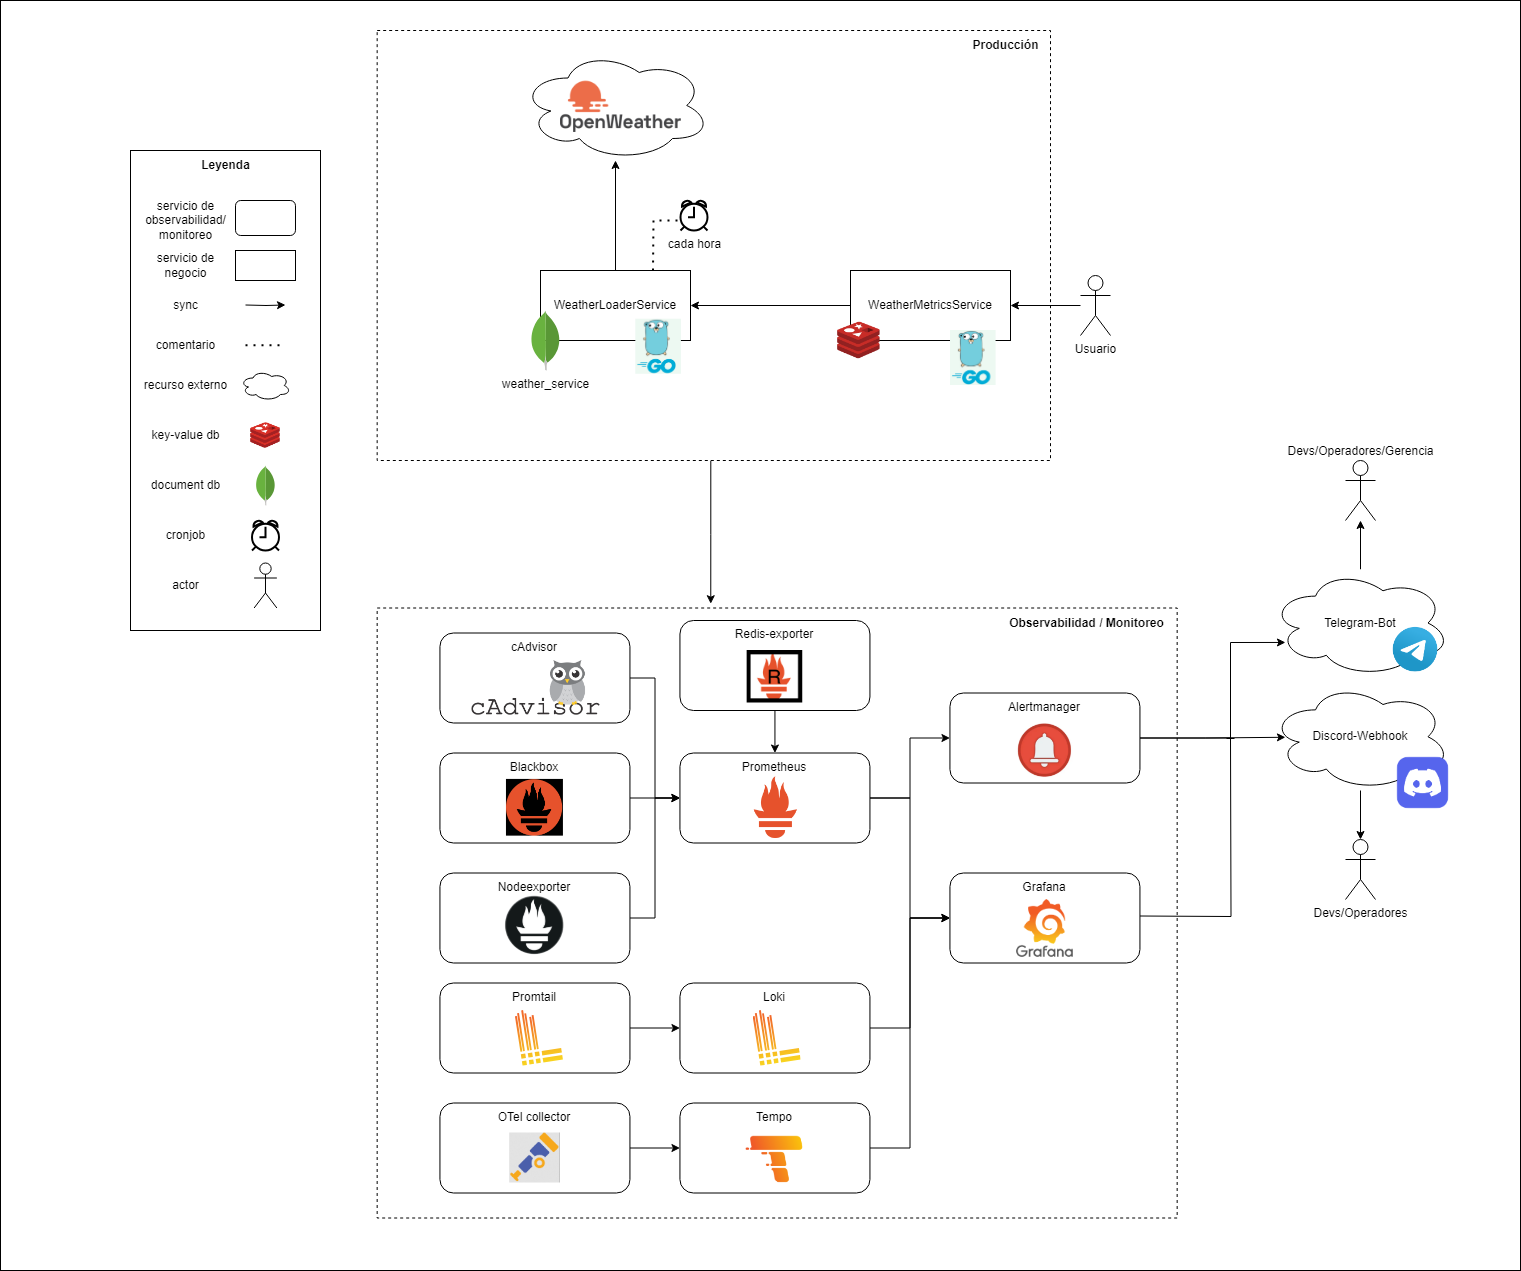 Producción
OpenWeather
Leyenda
servicio de
observabilidad/
monitoreo
servicio de
negocio
sync
comentario
recurso externo
key-value db
document db
cronjob
actor
cada hora
WeatherLoaderService
GO
weather_service
WeatherMetricsService
GO
Usuario
Devs/Operadores/Gerencia
Telegram-Bot
Discord-Webhook
Devs/Operadores
Observabilidad / Monitoreo
cAdvisor
cAdvisor
Redis-exporter
R
Alertmanager
Blackbox
Prometheus
Nodeexporter
Grafana
Grafana
Promtail
Loki
OTel collector
Tempo